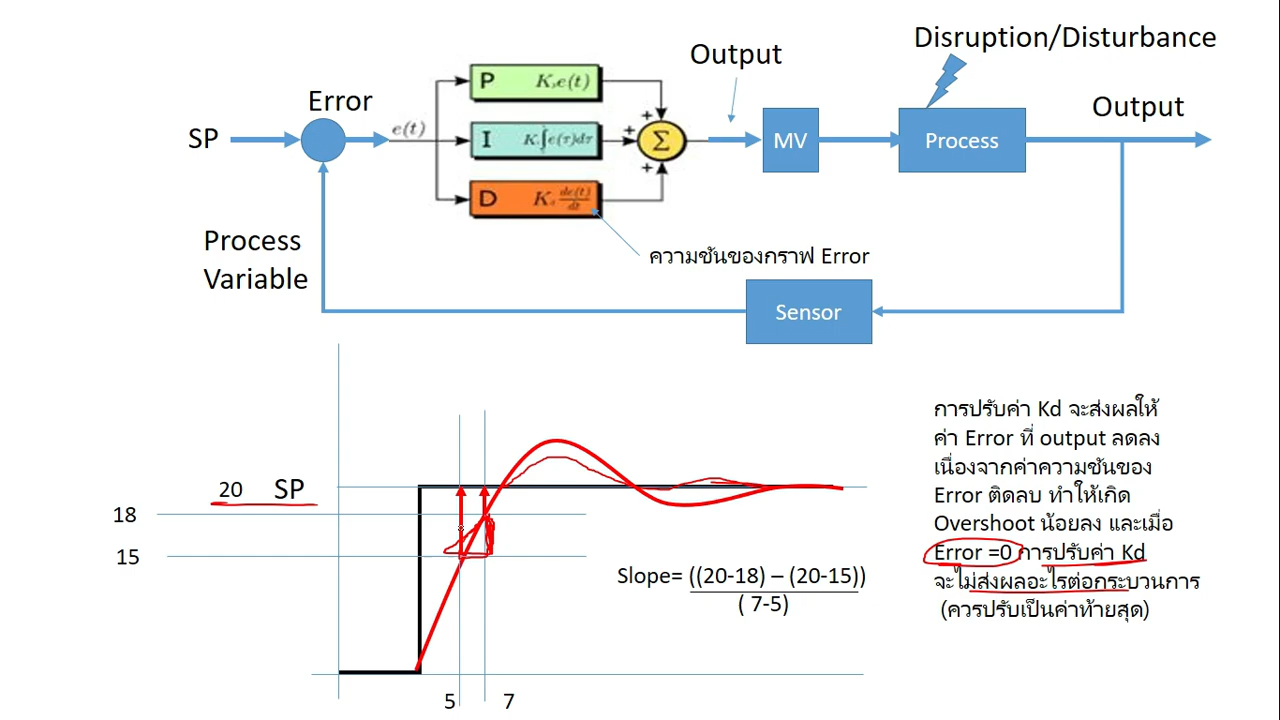 Disruption/Disturbance
Output
Error
Output
SP
e(t)
P K_p e(t)
I K_i ∫e(τ)dτ
D K_d de(t)/dt
Σ
+
+
+
MV
Process
Process
Variable
ความชันของกราฟ Error
Sensor
20 SP
18
15
5 7
Slope= ((20-18) – (20-15))
( 7-5)
การปรับค่า Kd จะส่งผลให้
ค่า Error ที่ output ลดลง
เนื่องจากค่าความชันของ
Error ติดลบ ทำให้เกิด
Overshoot น้อยลง และเมื่อ
Error =0 การปรับค่า Kd
จะไม่ส่งผลอะไรต่อกระบวนการ
(ควรปรับเป็นค่าท้ายสุด)